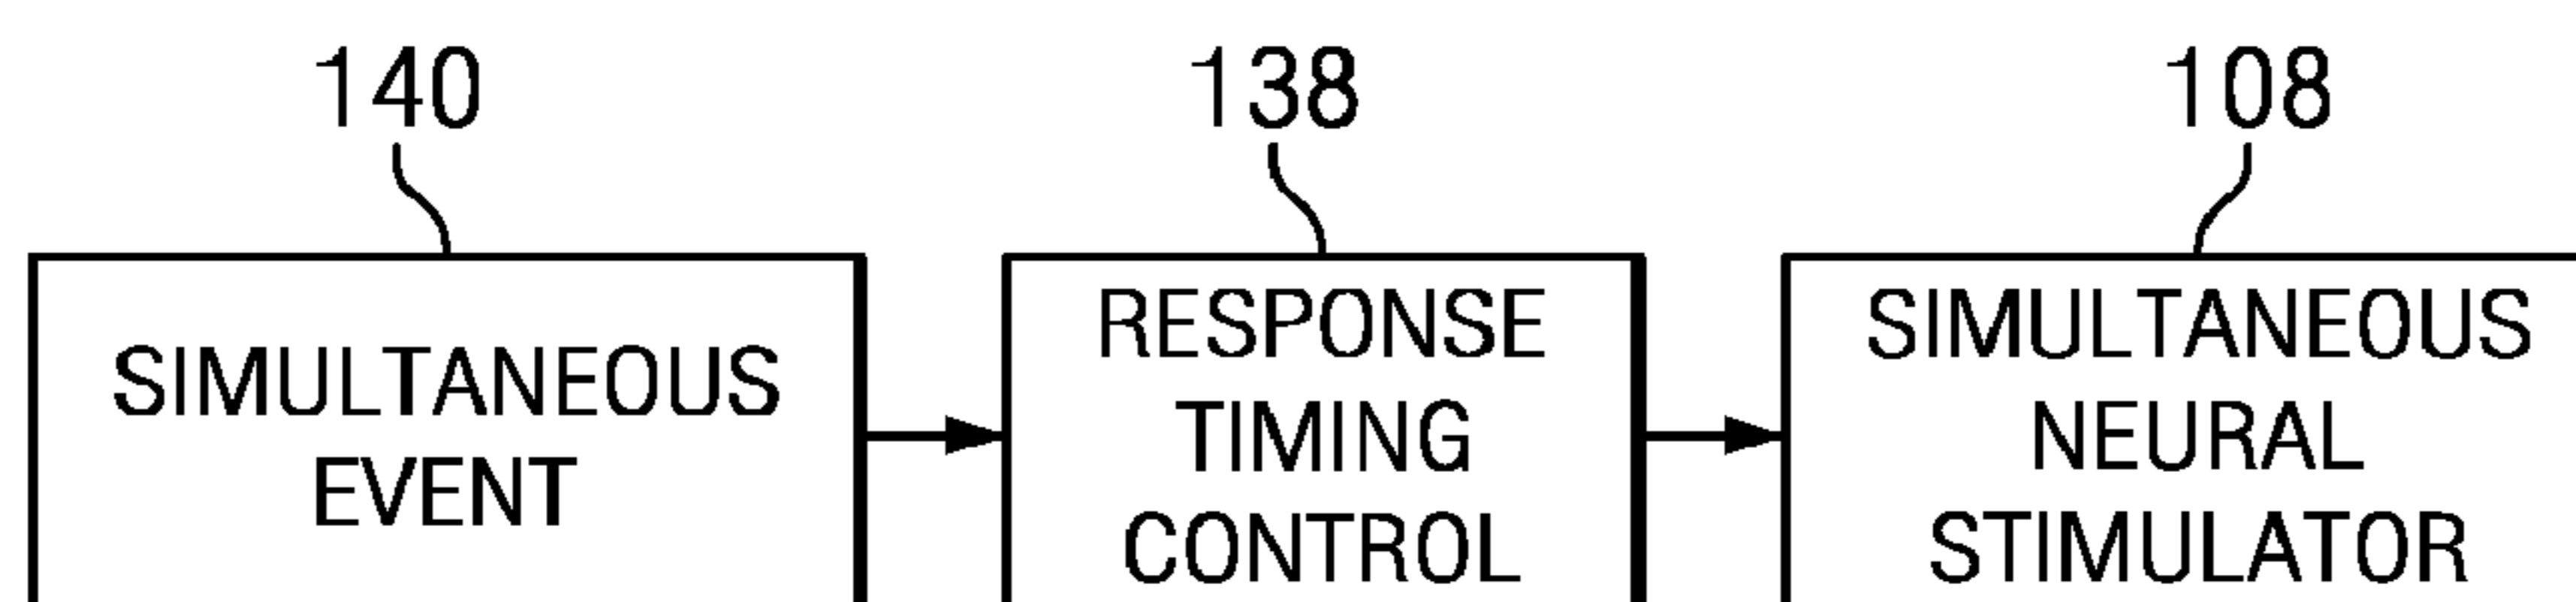 140
138
108
SIMULTANEOUS
EVENT
RESPONSE
TIMING
CONTROL
SIMULTANEOUS
NEURAL
STIMULATOR